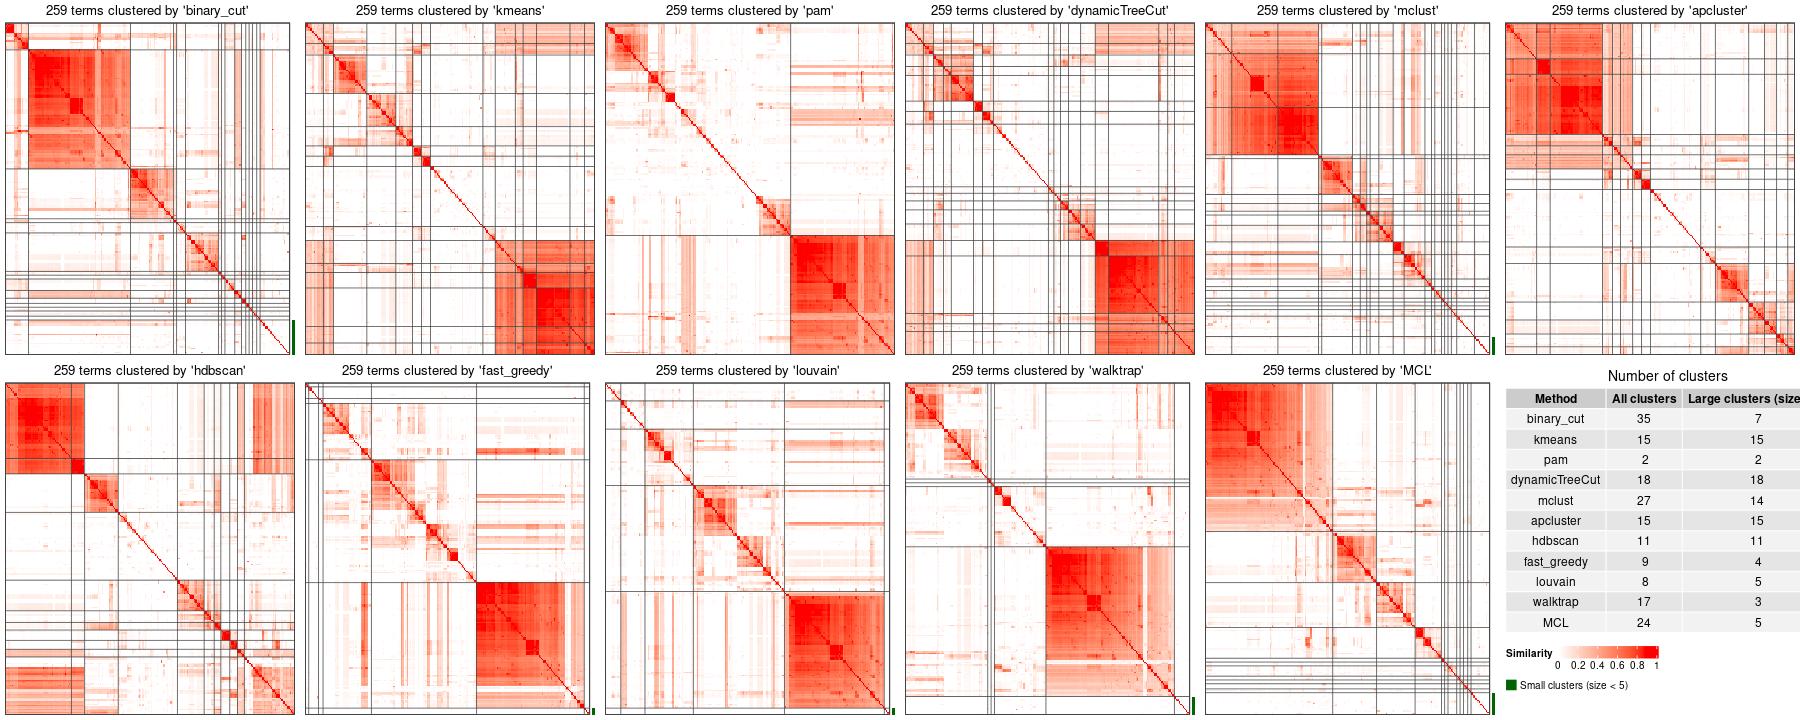 259 terms clustered by 'binary_cut'
259 terms clustered by 'kmeans'
259 terms clustered by 'pam'
259 terms clustered by 'dynamicTreeCut'
259 terms clustered by 'mclust'
259 terms clustered by 'apcluster'
259 terms clustered by 'hdbscan'
259 terms clustered by 'fast_greedy'
259 terms clustered by 'louvain'
259 terms clustered by 'walktrap'
259 terms clustered by 'MCL'
Number of clusters
Method All clusters Large clusters (size
binary_cut 35 7
kmeans 15 15
pam 2 2
dynamicTreeCut 18 18
mclust 27 14
apcluster 15 15
hdbscan 11 11
fast_greedy 9 4
louvain 8 5
walktrap 17 3
MCL 24 5
Similarity
0 0.2 0.4 0.6 0.8 1
Small clusters (size < 5)